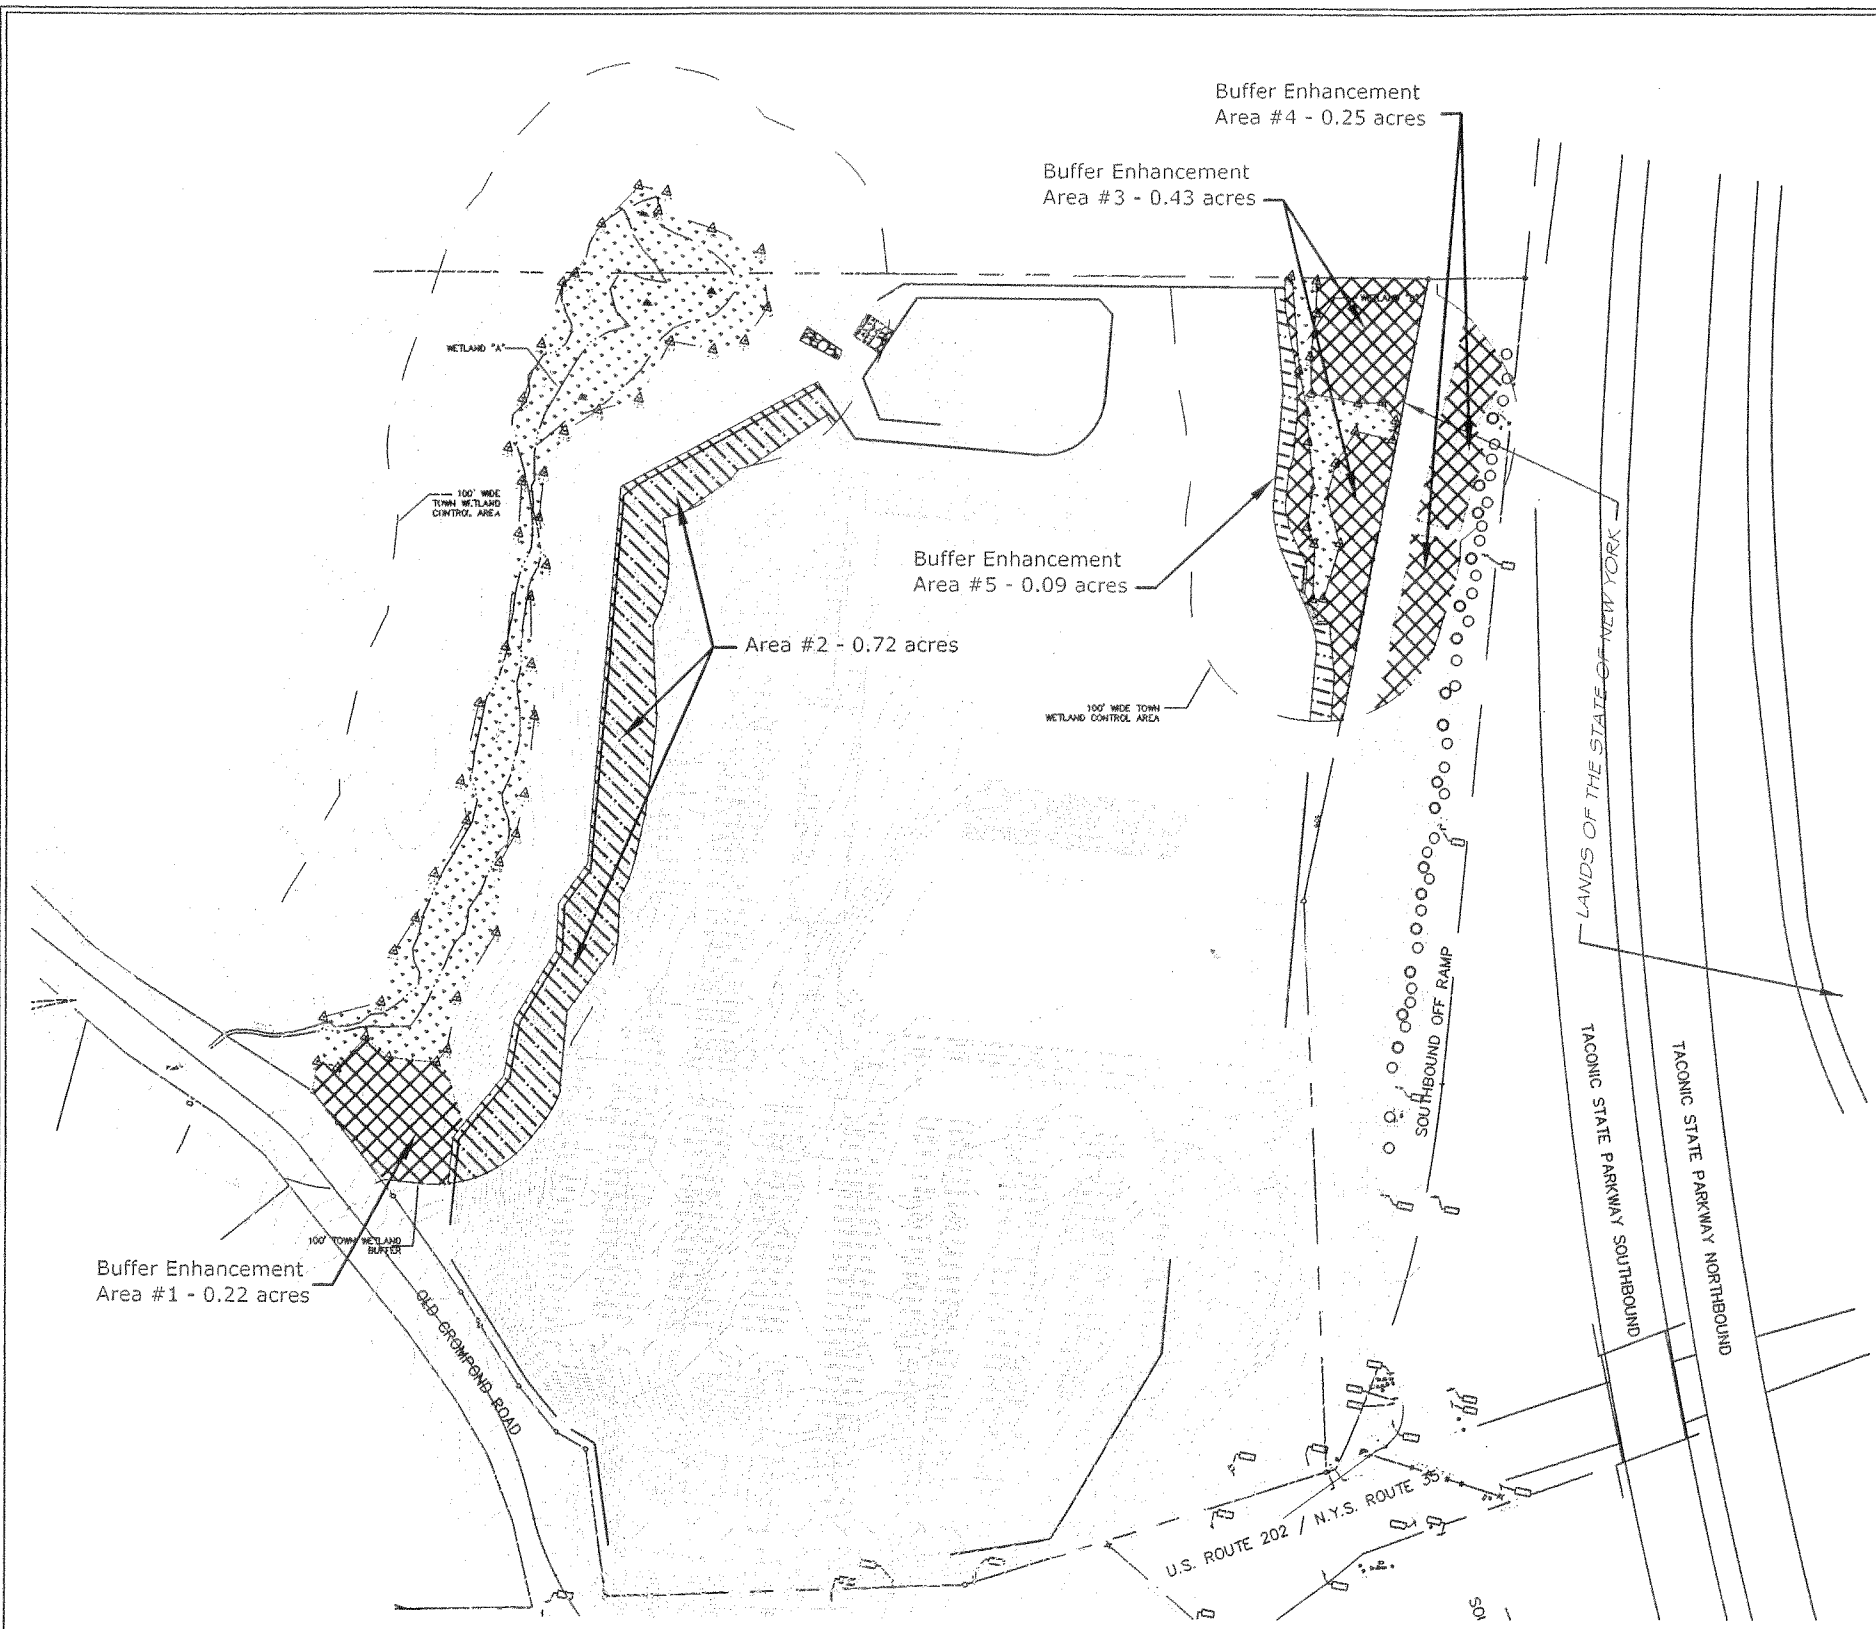 Buffer Enhancement
Area #4 - 0.25 acres
Buffer Enhancement
Area #3 - 0.43 acres
WETLAND "A"
100' WIDE
TOWN WETLAND
CONTROL AREA
Buffer Enhancement
Area #5 - 0.09 acres
Area #2 - 0.72 acres
100' WIDE TOWN
WETLAND CONTROL AREA
LANDS OF THE STATE OF NEW YORK
SOUTHBOUND OFF RAMP
TACONIC STATE PARKWAY SOUTHBOUND
TACONIC STATE PARKWAY NORTHBOUND
100' TOWN WETLAND
BUFFER
Buffer Enhancement
Area #1 - 0.22 acres
OLD CROMPOND ROAD
U.S. ROUTE 202 / N.Y.S. ROUTE 35